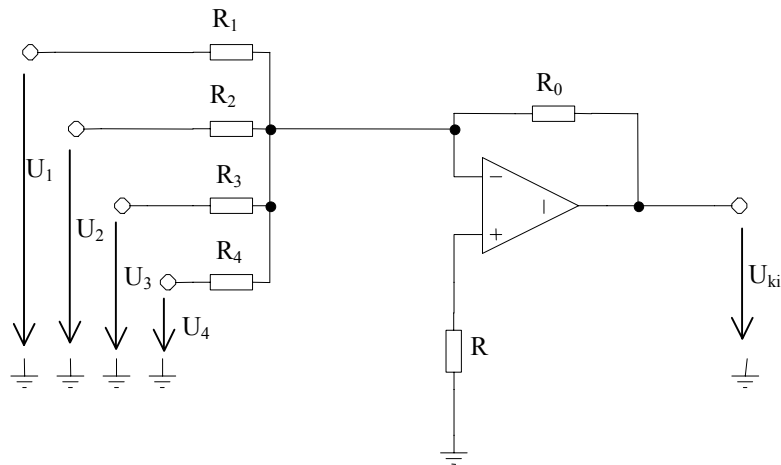 R₁
R₂
R₀
U₁
R₃
U₂
−
+
R₄
U₃
U₄
Uki
R